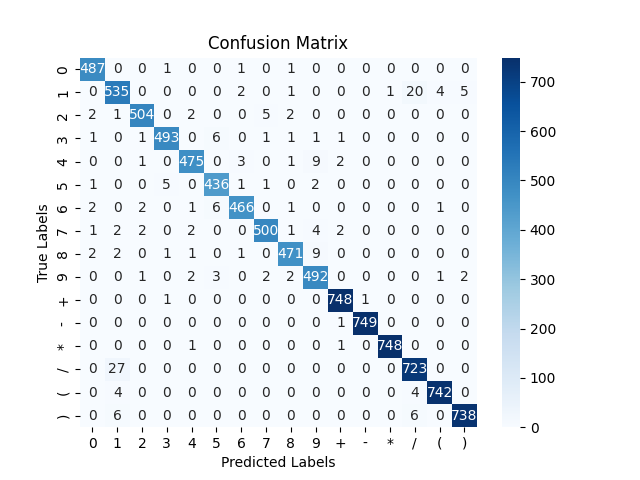 Confusion Matrix
0 487 0 0 1 0 0 1 0 1 0 0 0 0 0 0 0
1 0 535 0 0 0 0 2 0 1 0 0 0 1 20 4 5
2 2 1 504 0 2 0 0 5 2 0 0 0 0 0 0 0
3 1 0 1 493 0 6 0 1 1 1 1 0 0 0 0 0
4 0 0 1 0 475 0 3 0 1 9 2 0 0 0 0 0
5 1 0 0 5 0 436 1 1 0 2 0 0 0 0 0 0
6 2 0 2 0 1 6 466 0 1 0 0 0 0 0 1 0
7 1 2 2 0 2 0 0 500 1 4 2 0 0 0 0 0
8 2 2 0 1 1 0 1 0 471 9 0 0 0 0 0 0
9 0 0 1 0 2 3 0 2 2 492 0 0 0 0 1 2
+ 0 0 0 1 0 0 0 0 0 0 748 1 0 0 0 0
- 0 0 0 0 0 0 0 0 0 0 1 749 0 0 0 0
* 0 0 0 0 1 0 0 0 0 0 1 0 748 0 0 0
/ 0 27 0 0 0 0 0 0 0 0 0 0 0 723 0 0
( 0 4 0 0 0 0 0 0 0 0 0 0 0 4 742 0
) 0 6 0 0 0 0 0 0 0 0 0 0 0 6 0 738
0 1 2 3 4 5 6 7 8 9 + - * / ( )
Predicted Labels
True Labels
700
600
500
400
300
200
100
0